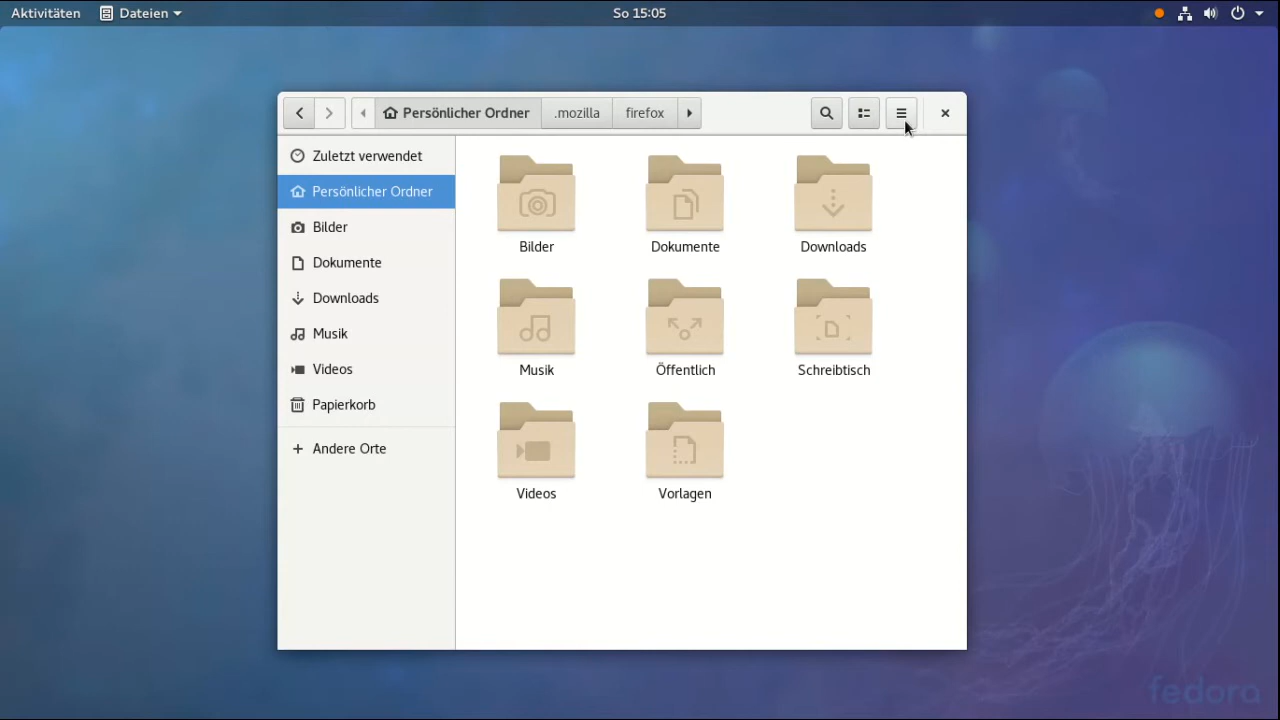 Aktivitäten Dateien So 15:05
Persönlicher Ordner .mozilla firefox
Zuletzt verwendet
Persönlicher Ordner
Bilder
Dokumente
Downloads
Musik
Videos
Papierkorb
Andere Orte
Bilder Dokumente Downloads
Musik Öffentlich Schreibtisch
Videos Vorlagen
fedora